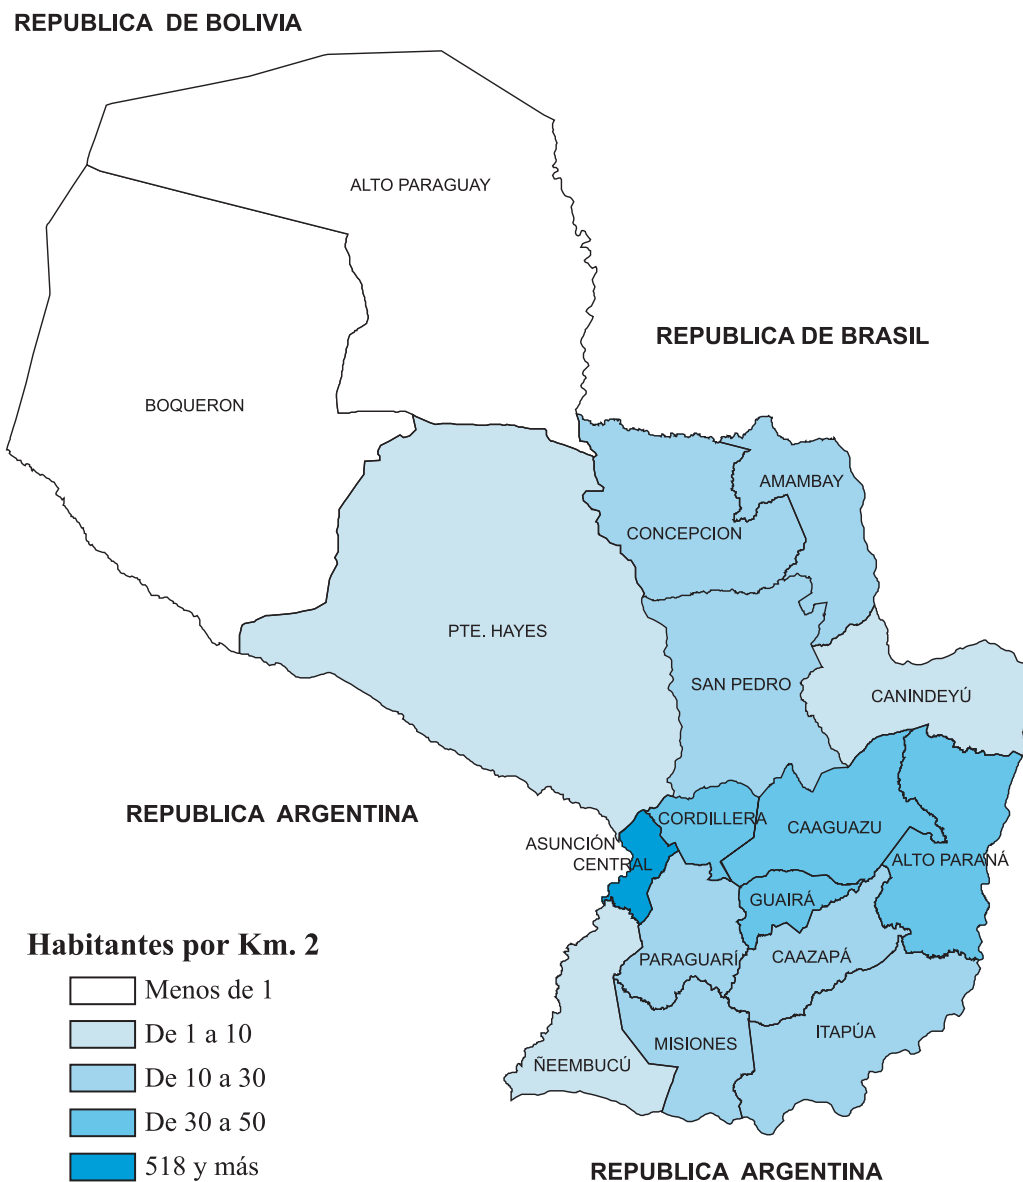 REPUBLICA DE BOLIVIA
ALTO PARAGUAY
REPUBLICA DE BRASIL
BOQUERON
AMAMBAY
CONCEPCION
PTE. HAYES
SAN PEDRO
CANINDEYÚ
REPUBLICA ARGENTINA
CORDILLERA
CAAGUAZU
ASUNCIÓN
CENTRAL
ALTO PARANÁ
GUAIRÁ
PARAGUARÍ
CAAZAPÁ
ITAPÚA
MISIONES
ÑEEMBUCÚ
Habitantes por Km. 2
Menos de 1
De 1 a 10
De 10 a 30
De 30 a 50
518 y más
REPUBLICA ARGENTINA